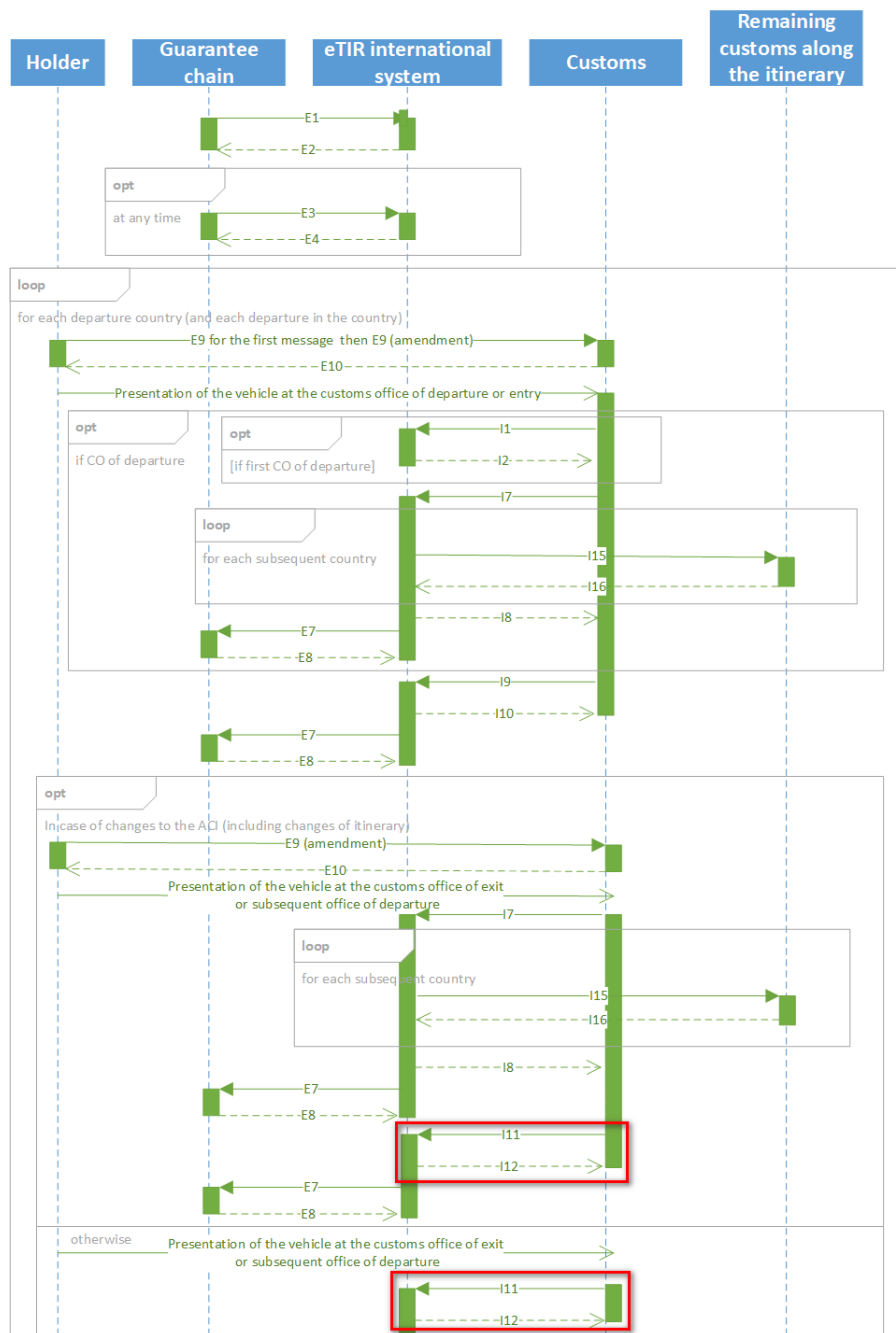 Holder
Guarantee
chain
eTIR international
system
Customs
Remaining
customs along
the itinerary
E1
E2
opt
at any time
E3
E4
loop
for each departure country (and each departure in the country)
E9 for the first message then E9 (amendment)
E10
Presentation of the vehicle at the customs office of departure or entry
opt
if CO of departure
opt
[if first CO of departure]
I1
I2
I7
loop
for each subsequent country
I15
I16
I8
E7
E8
I9
I10
E7
E8
opt
In case of changes to the ACI (including changes of itinerary)
E9 (amendment)
E10
Presentation of the vehicle at the customs office of exit
or subsequent office of departure
I7
loop
for each subsequent country
I15
I16
I8
E7
E8
I11
I12
E7
E8
otherwise
Presentation of the vehicle at the customs office of exit
or subsequent office of departure
I11
I12